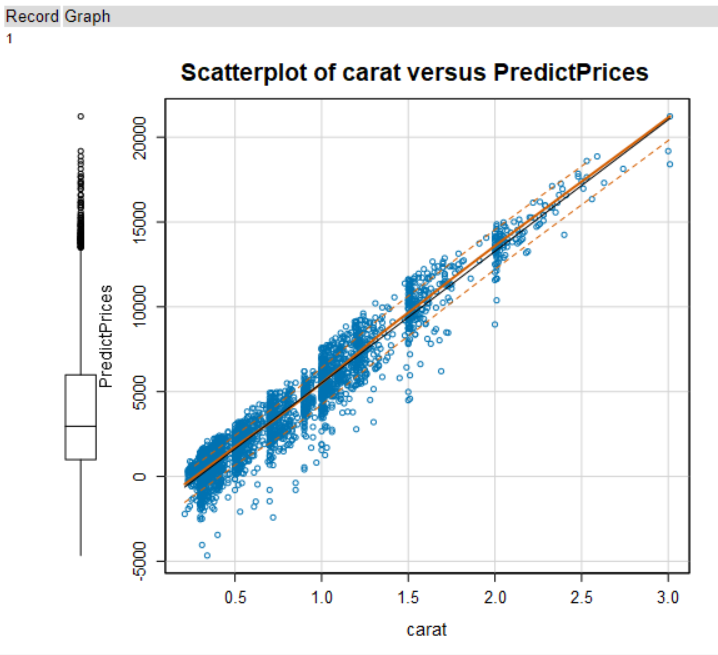 Record Graph
1
Scatterplot of carat versus PredictPrices
20000
15000
10000
5000
0
-5000
PredictPrices
0.5 1.0 1.5 2.0 2.5 3.0
carat